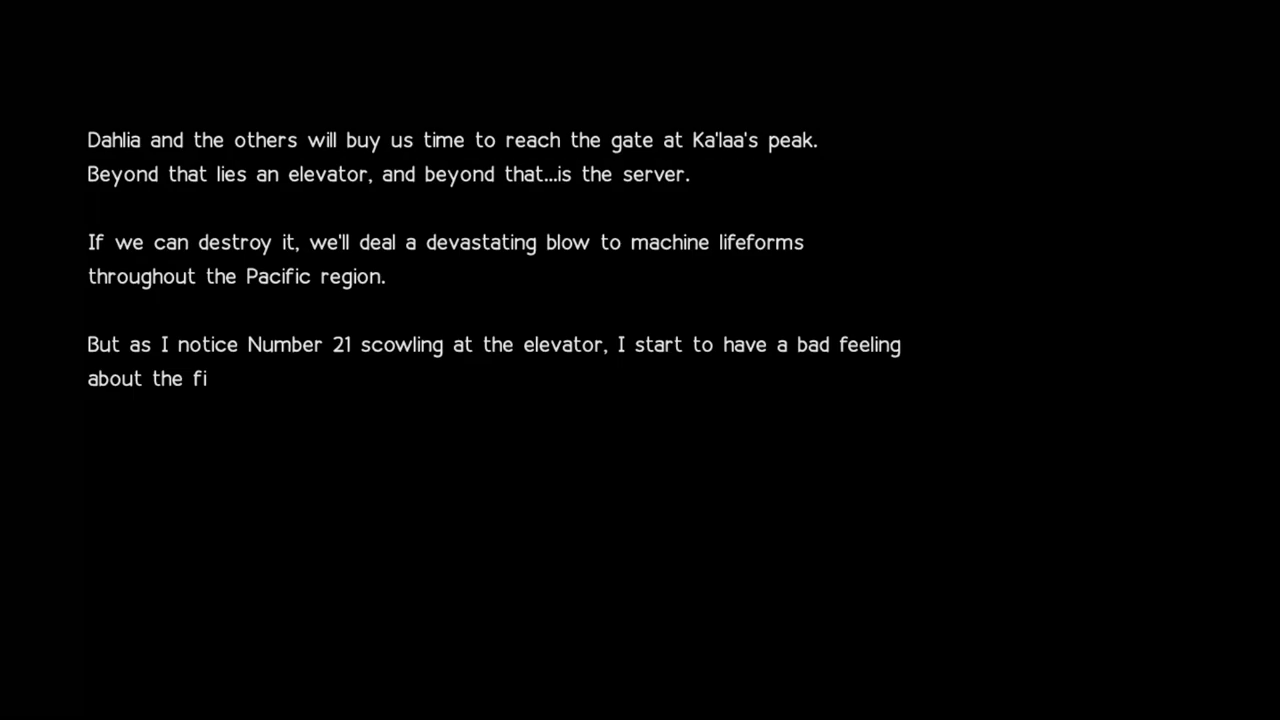 Dahlia and the others will buy us time to reach the gate at Ka'laa's peak.
Beyond that lies an elevator, and beyond that...is the server.
If we can destroy it, we'll deal a devastating blow to machine lifeforms
throughout the Pacific region.
But as I notice Number 21 scowling at the elevator, I start to have a bad feeling
about the fi